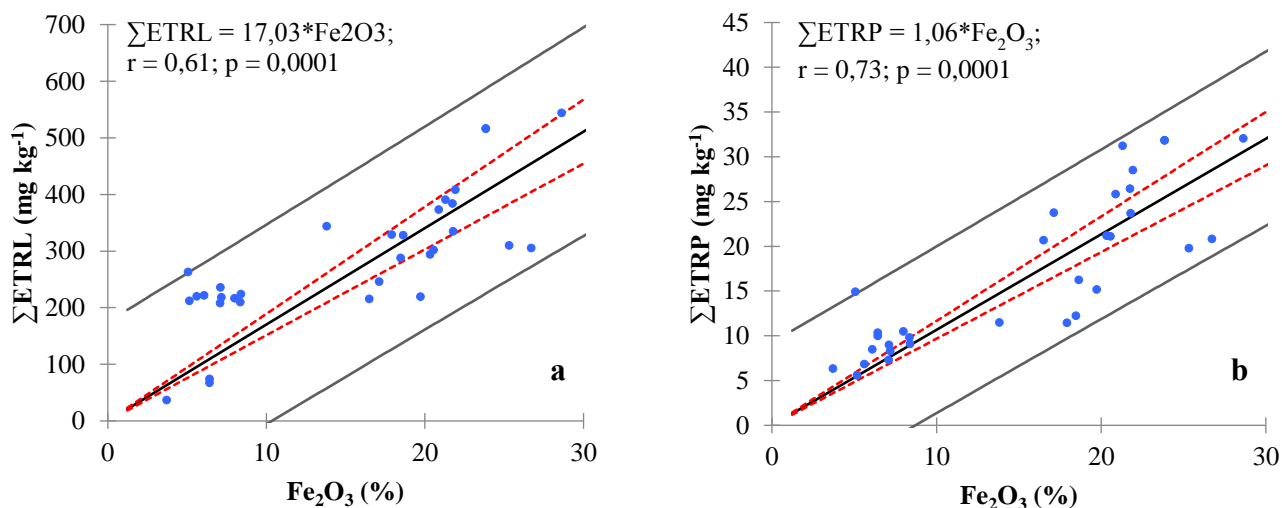 ∑ETRL = 17,03*Fe2O3;
r = 0,61; p = 0,0001
∑ETRL (mg kg⁻¹)
700
600
500
400
300
200
100
0
0 10 20 30
Fe₂O₃ (%)
a
∑ETRP = 1,06*Fe₂O₃;
r = 0,73; p = 0,0001
∑ETRP (mg kg⁻¹)
45
40
35
30
25
20
15
10
5
0
0 10 20 30
Fe₂O₃ (%)
b